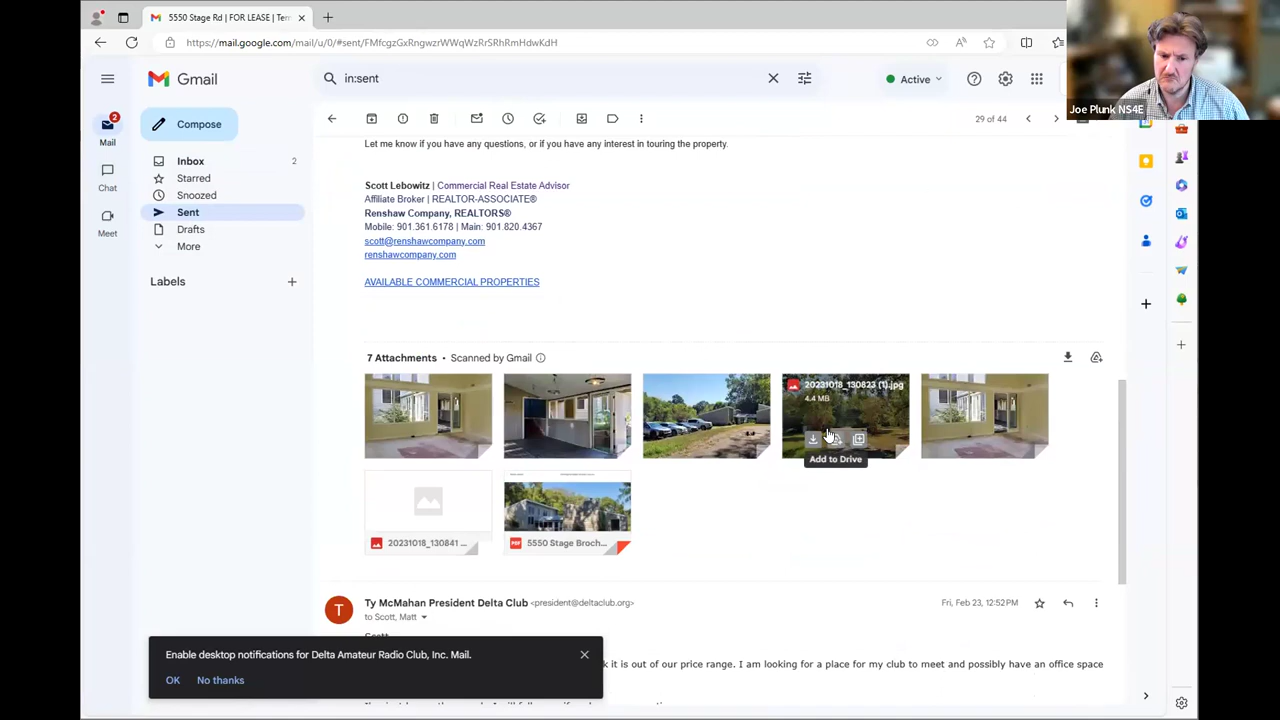 5550 Stage Rd | FOR LEASE | Ter
https://mail.google.com/mail/u/0/#sent/FMfcgzGxRngwzrWWqWzRrSRhRmHdwKdH
Joe Plunk NS4E
Gmail
in:sent
Active
2
Mail
Chat
Meet
Compose
Inbox 2
Starred
Snoozed
Sent
Drafts
More
Labels
29 of 44
Let me know if you have any questions, or if you have any interest in touring the property.
Scott Lebowitz | Commercial Real Estate Advisor
Affiliate Broker | REALTOR-ASSOCIATE®
Renshaw Company, REALTORS®
Mobile: 901.361.6178 | Main: 901.820.4367
scott@renshawcompany.com
renshawcompany.com
AVAILABLE COMMERCIAL PROPERTIES
7 Attachments • Scanned by Gmail
20231018_130823 (1).jpg
4.4 MB
Add to Drive
20231018_130841 ...
PDF 5550 Stage Broch...
T
Ty McMahan President Delta Club <president@deltaclub.org> Fri, Feb 23, 12:52 PM
to Scott, Matt
Scott
it is out of our price range. I am looking for a place for my club to meet and possibly have an office space
Enable desktop notifications for Delta Amateur Radio Club, Inc. Mail.
OK No thanks